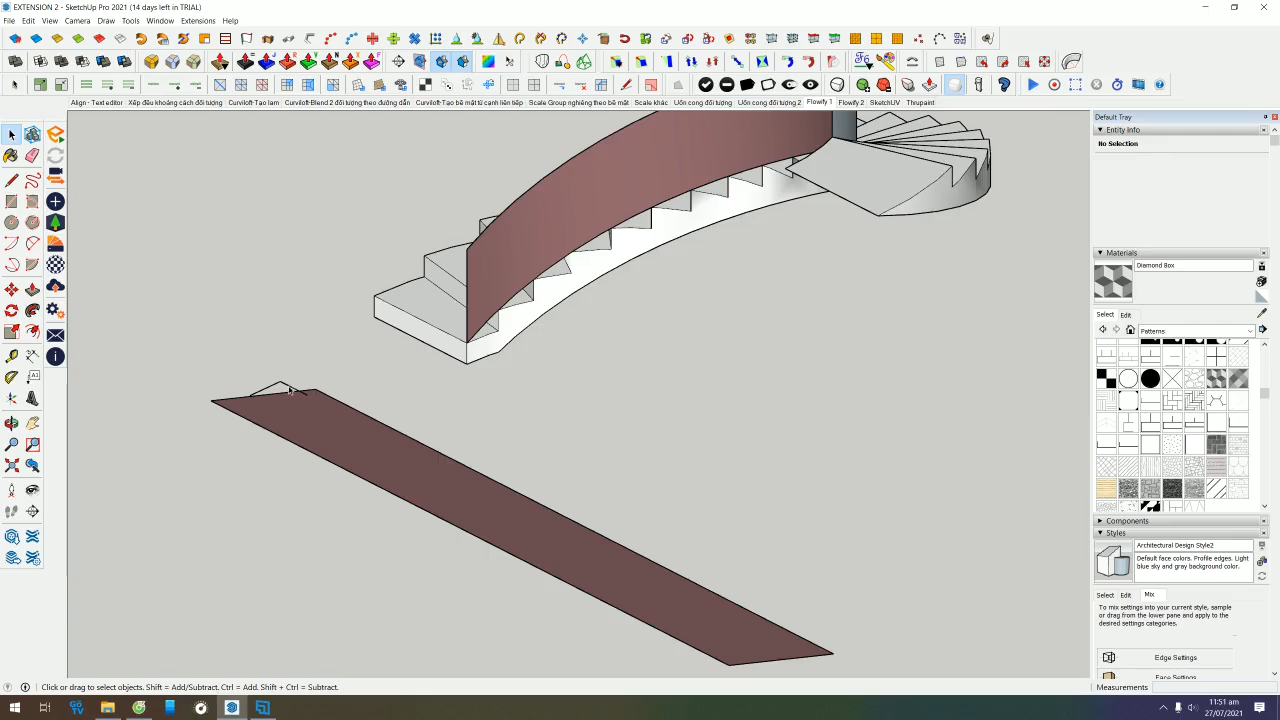 EXTENSION 2 - SketchUp Pro 2021 (14 days left in TRIAL)
File Edit View Camera Draw Tools Window Extensions Help
Align - Text editor Xếp đều khoảng cách đối tượng Curviloft-Tạo lam Curviloft-Blend 2 đối tượng theo đường dẫn Curviloft-Tạo bề mặt từ cạnh liên tiếp Scale Group nghiêng theo bề mặt Scale khác Uốn cong đối tượng Uốn cong đối tượng 2 Flowify 1 Flowify 2 SketchUV Thrupaint
Default Tray
Entity Info
No Selection
Materials
Diamond Box
Select Edit
Patterns
Components
Styles
Architectural Design Style2
Default face colors. Profile edges. Light
blue sky and gray background color.
Select Edit Mix
To mix settings into your current style, sample
or drag from the lower pane and apply to the
desired settings categories.
Edge Settings
Face Settings
Click or drag to select objects. Shift = Add/Subtract. Ctrl = Add. Shift + Ctrl = Subtract.
Measurements
11:51 am
27/07/2021